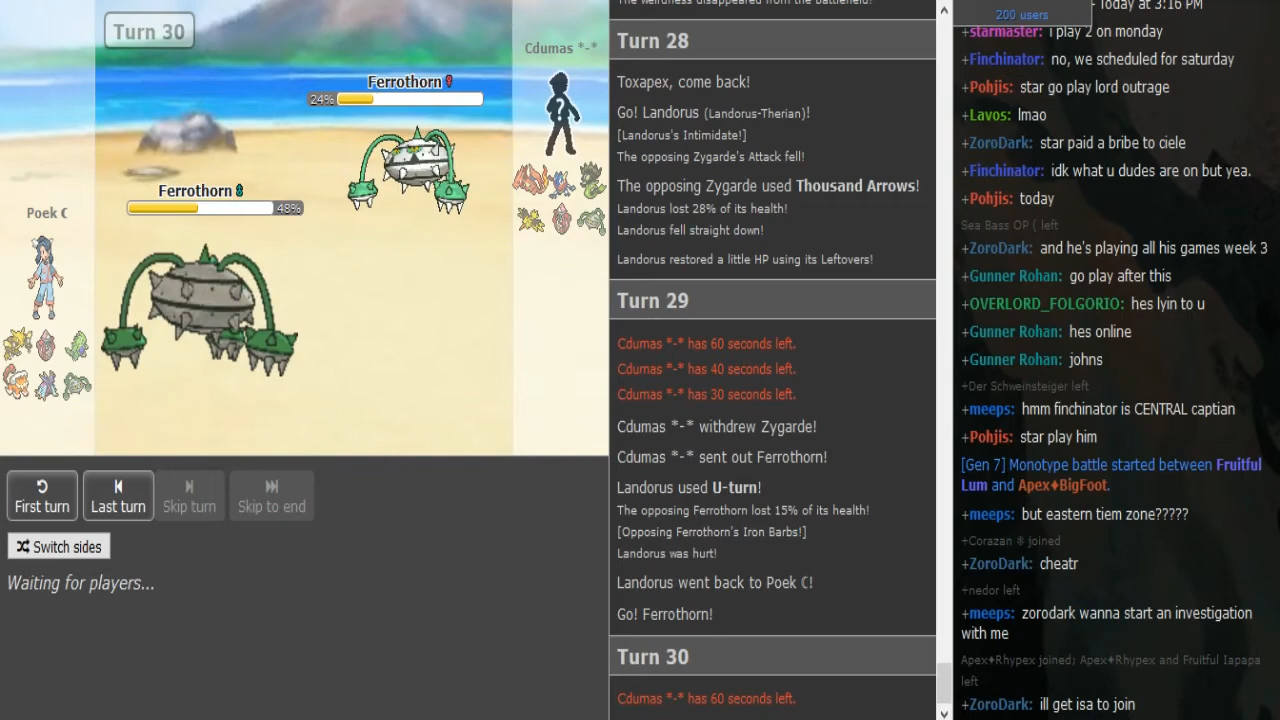 Turn 30
Cdumas *-*
Ferrothorn
24%
Ferrothorn
48%
Poek ☾
First turn
Last turn
Skip turn
Skip to end
Switch sides
Waiting for players...
The weirdness disappeared from the battlefield!
Turn 28
Toxapex, come back!
Go! Landorus (Landorus-Therian)!
[Landorus's Intimidate!]
The opposing Zygarde's Attack fell!
The opposing Zygarde used Thousand Arrows!
Landorus lost 28% of its health!
Landorus fell straight down!
Landorus restored a little HP using its Leftovers!
Turn 29
Cdumas *-* has 60 seconds left.
Cdumas *-* has 40 seconds left.
Cdumas *-* has 30 seconds left.
Cdumas *-* withdrew Zygarde!
Cdumas *-* sent out Ferrothorn!
Landorus used U-turn!
The opposing Ferrothorn lost 15% of its health!
[Opposing Ferrothorn's Iron Barbs!]
Landorus was hurt!
Landorus went back to Poek ☾!
Go! Ferrothorn!
Turn 30
Cdumas *-* has 60 seconds left.
200 users
- Today at 3:16 PM
+starmaster: i play 2 on monday
+Finchinator: no, we scheduled for saturday
+Pohjis: star go play lord outrage
+Lavos: lmao
+ZoroDark: star paid a bribe to ciele
+Finchinator: idk what u dudes are on but yea.
+Pohjis: today
Sea Bass OP ( left
+ZoroDark: and he's playing all his games week 3
+Gunner Rohan: go play after this
+OVERLORD_FOLGORIO: hes lyin to u
+Gunner Rohan: hes online
+Gunner Rohan: johns
+Der Schweinsteiger left
+meeps: hmm finchinator is CENTRAL captian
+Pohjis: star play him
[Gen 7] Monotype battle started between Fruitful
Lum and Apex♦BigFoot.
+meeps: but eastern tiem zone?????
+Corazan ❄ joined
+ZoroDark: cheatr
+nedor left
+meeps: zorodark wanna start an investigation
with me
Apex♦Rhypex joined; Apex♦Rhypex and Fruitful Iapapa
left
+ZoroDark: ill get isa to join